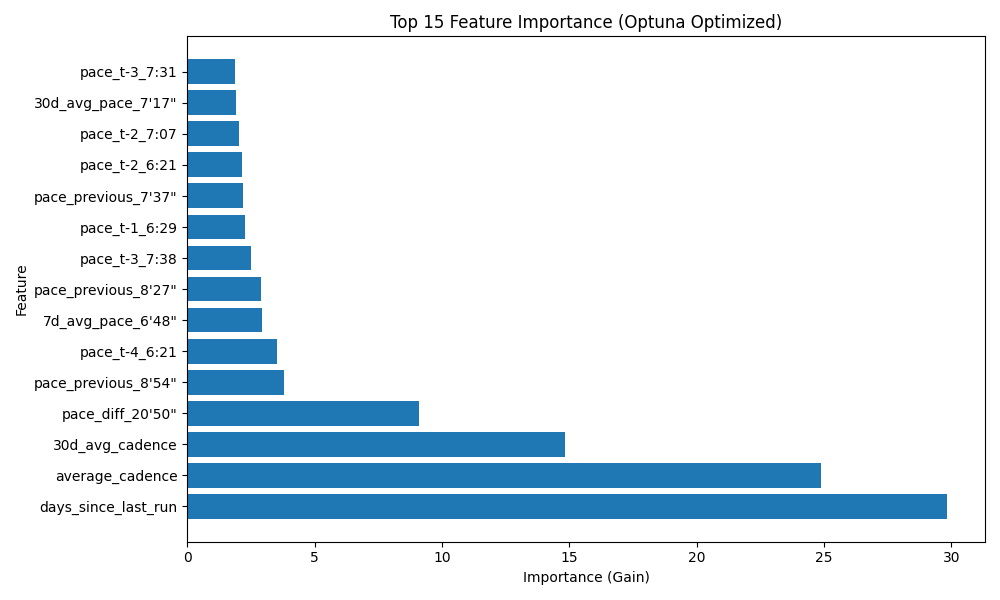 Top 15 Feature Importance (Optuna Optimized)
Feature
pace_t-3_7:31
30d_avg_pace_7'17"
pace_t-2_7:07
pace_t-2_6:21
pace_previous_7'37"
pace_t-1_6:29
pace_t-3_7:38
pace_previous_8'27"
7d_avg_pace_6'48"
pace_t-4_6:21
pace_previous_8'54"
pace_diff_20'50"
30d_avg_cadence
average_cadence
days_since_last_run
0 5 10 15 20 25 30
Importance (Gain)